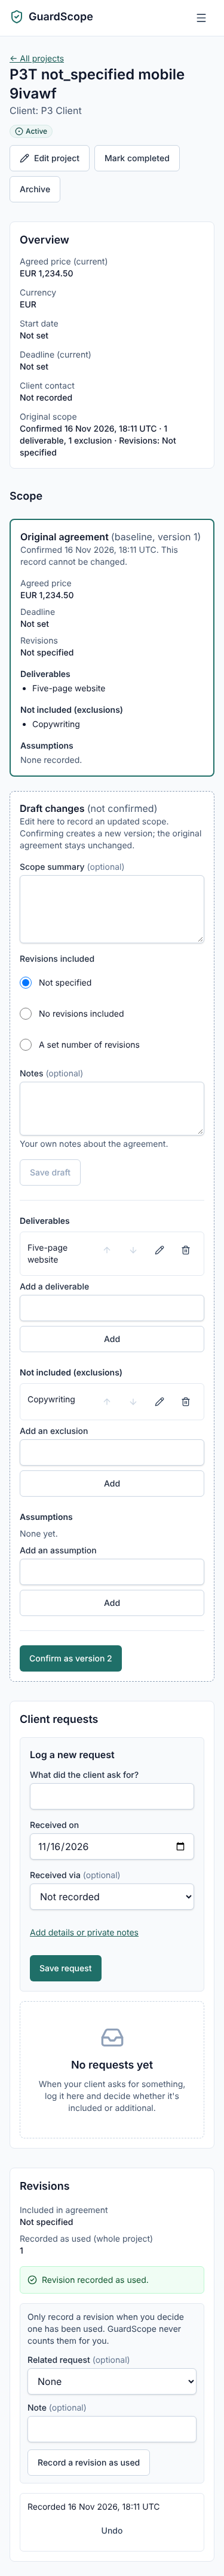 GuardScope
← All projects
P3T not_specified mobile
9ivawf
Client: P3 Client
Active
Edit project
Mark completed
Archive
Overview
Agreed price (current)
EUR 1,234.50
Currency
EUR
Start date
Not set
Deadline (current)
Not set
Client contact
Not recorded
Original scope
Confirmed 16 Nov 2026, 18:11 UTC · 1
deliverable, 1 exclusion · Revisions: Not
specified
Scope
Original agreement (baseline, version 1)
Confirmed 16 Nov 2026, 18:11 UTC. This
record cannot be changed.
Agreed price
EUR 1,234.50
Deadline
Not set
Revisions
Not specified
Deliverables
• Five-page website
Not included (exclusions)
• Copywriting
Assumptions
None recorded.
Draft changes (not confirmed)
Edit here to record an updated scope.
Confirming creates a new version; the original
agreement stays unchanged.
Scope summary (optional)
Revisions included
Not specified
No revisions included
A set number of revisions
Notes (optional)
Your own notes about the agreement.
Save draft
Deliverables
Five-page
website
↑ ↓
Add a deliverable
Add
Not included (exclusions)
Copywriting
↑ ↓
Add an exclusion
Add
Assumptions
None yet.
Add an assumption
Add
Confirm as version 2
Client requests
Log a new request
What did the client ask for?
Received on
11/16/2026
Received via (optional)
Not recorded
Add details or private notes
Save request
No requests yet
When your client asks for something,
log it here and decide whether it's
included or additional.
Revisions
Included in agreement
Not specified
Recorded as used (whole project)
1
Revision recorded as used.
Only record a revision when you decide
one has been used. GuardScope never
counts them for you.
Related request (optional)
None
Note (optional)
Record a revision as used
Recorded 16 Nov 2026, 18:11 UTC
Undo